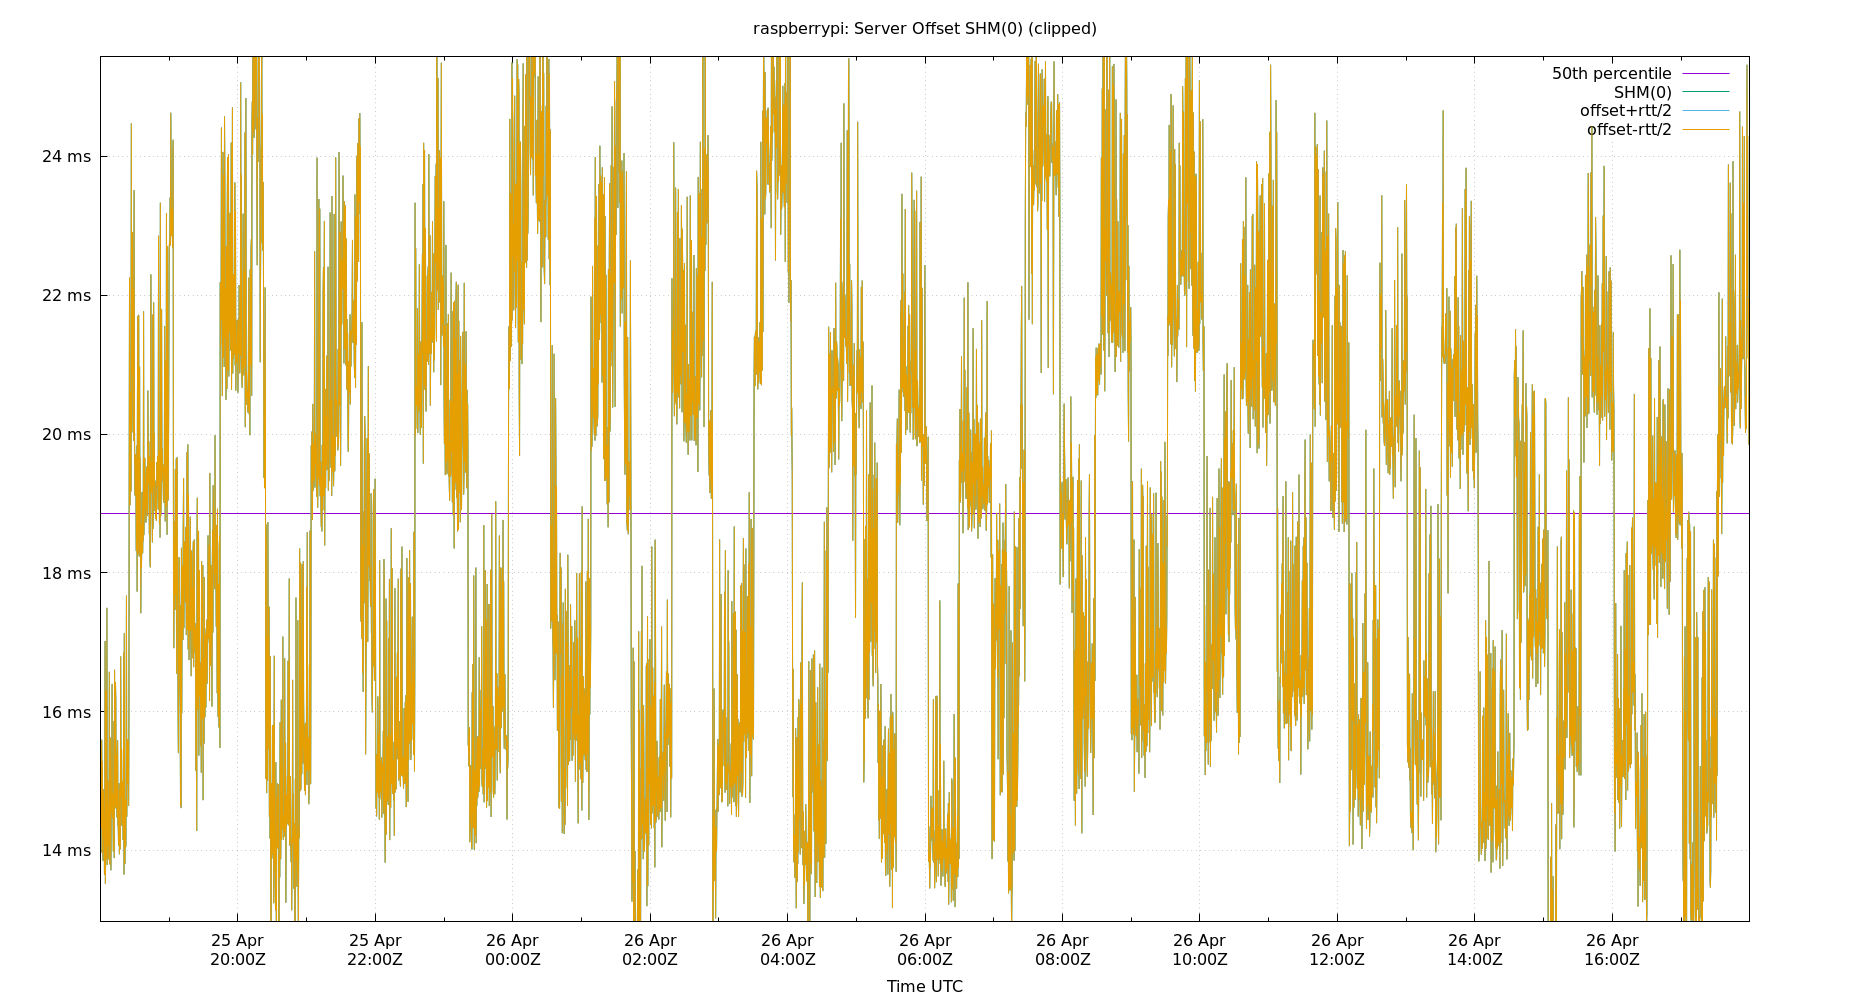 raspberrypi: Server Offset SHM(0) (clipped)
50th percentile
SHM(0)
offset+rtt/2
offset-rtt/2
24 ms
22 ms
20 ms
18 ms
16 ms
14 ms
25 Apr 25 Apr 26 Apr 26 Apr 26 Apr 26 Apr 26 Apr 26 Apr 26 Apr 26 Apr 26 Apr
20:00Z 22:00Z 00:00Z 02:00Z 04:00Z 06:00Z 08:00Z 10:00Z 12:00Z 14:00Z 16:00Z
Time UTC